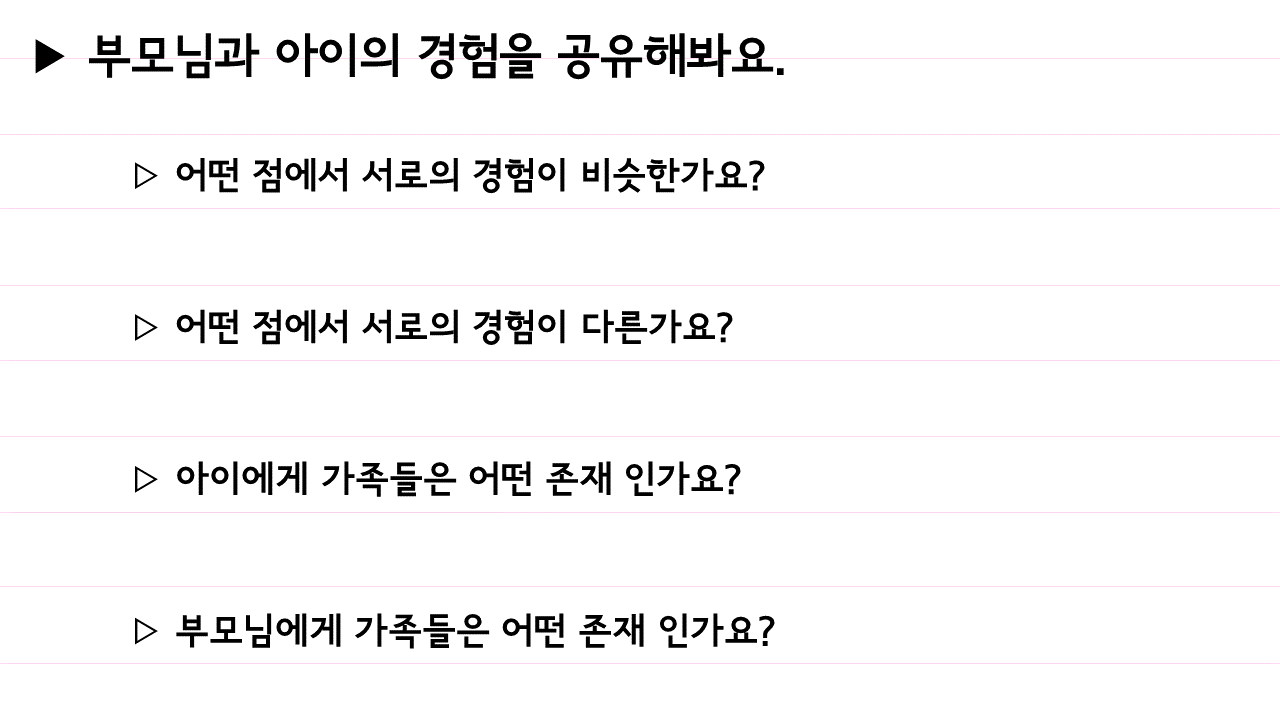 ▶ 부모님과 아이의 경험을 공유해봐요.
▷ 어떤 점에서 서로의 경험이 비슷한가요?
▷ 어떤 점에서 서로의 경험이 다른가요?
▷ 아이에게 가족들은 어떤 존재 인가요?
▷ 부모님에게 가족들은 어떤 존재 인가요?